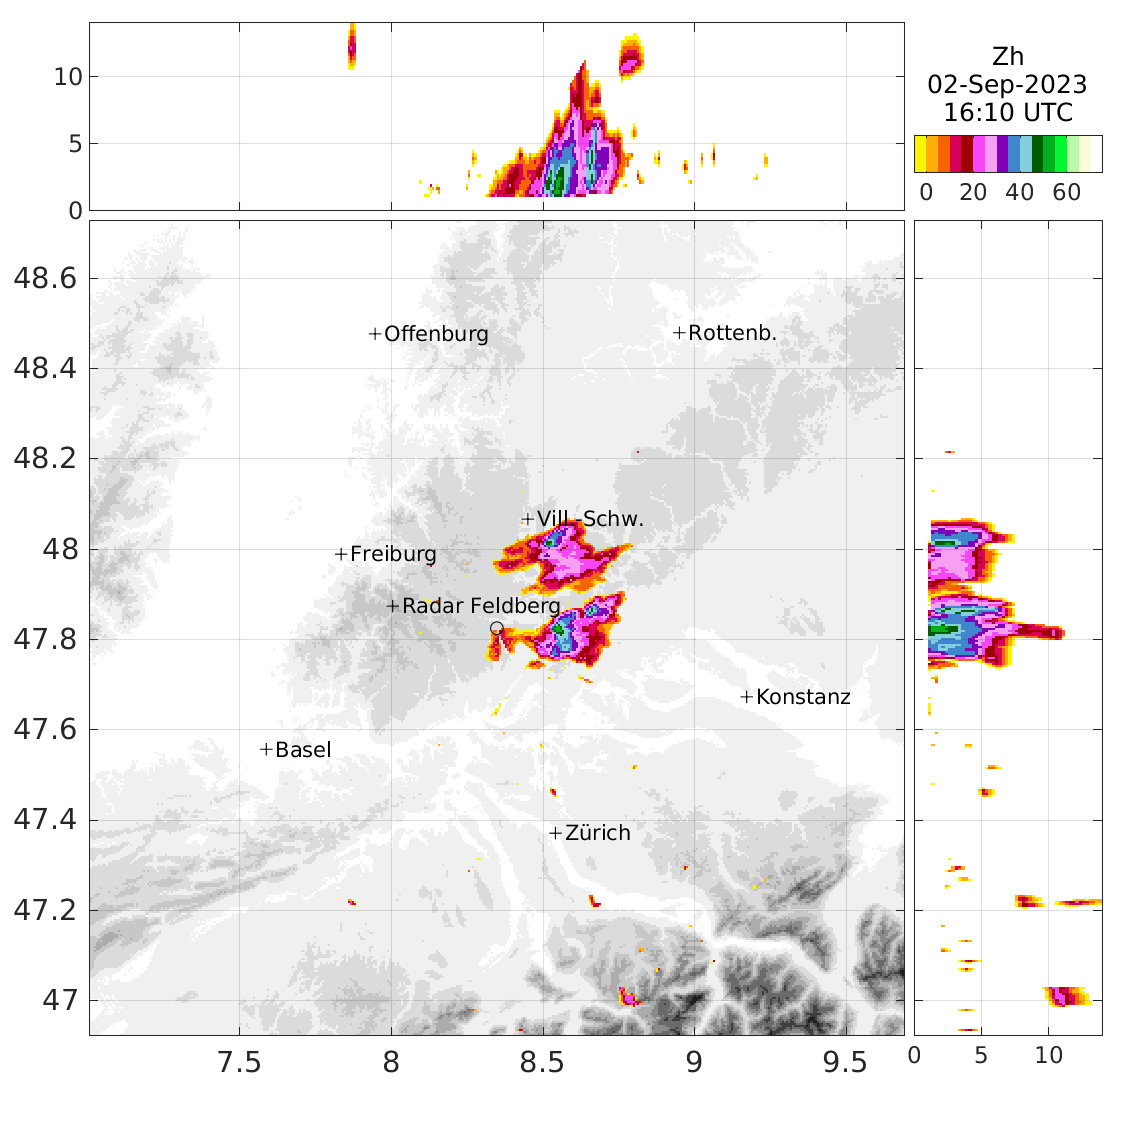 10
5
0
Zh
02-Sep-2023
16:10 UTC
0 20 40 60
48.6
48.4
48.2
48
47.8
47.6
47.4
47.2
47
Offenburg
Rottenb.
Vill.-Schw.
Freiburg
Radar Feldberg
Konstanz
Basel
Zürich
7.5 8 8.5 9 9.5
0 5 10